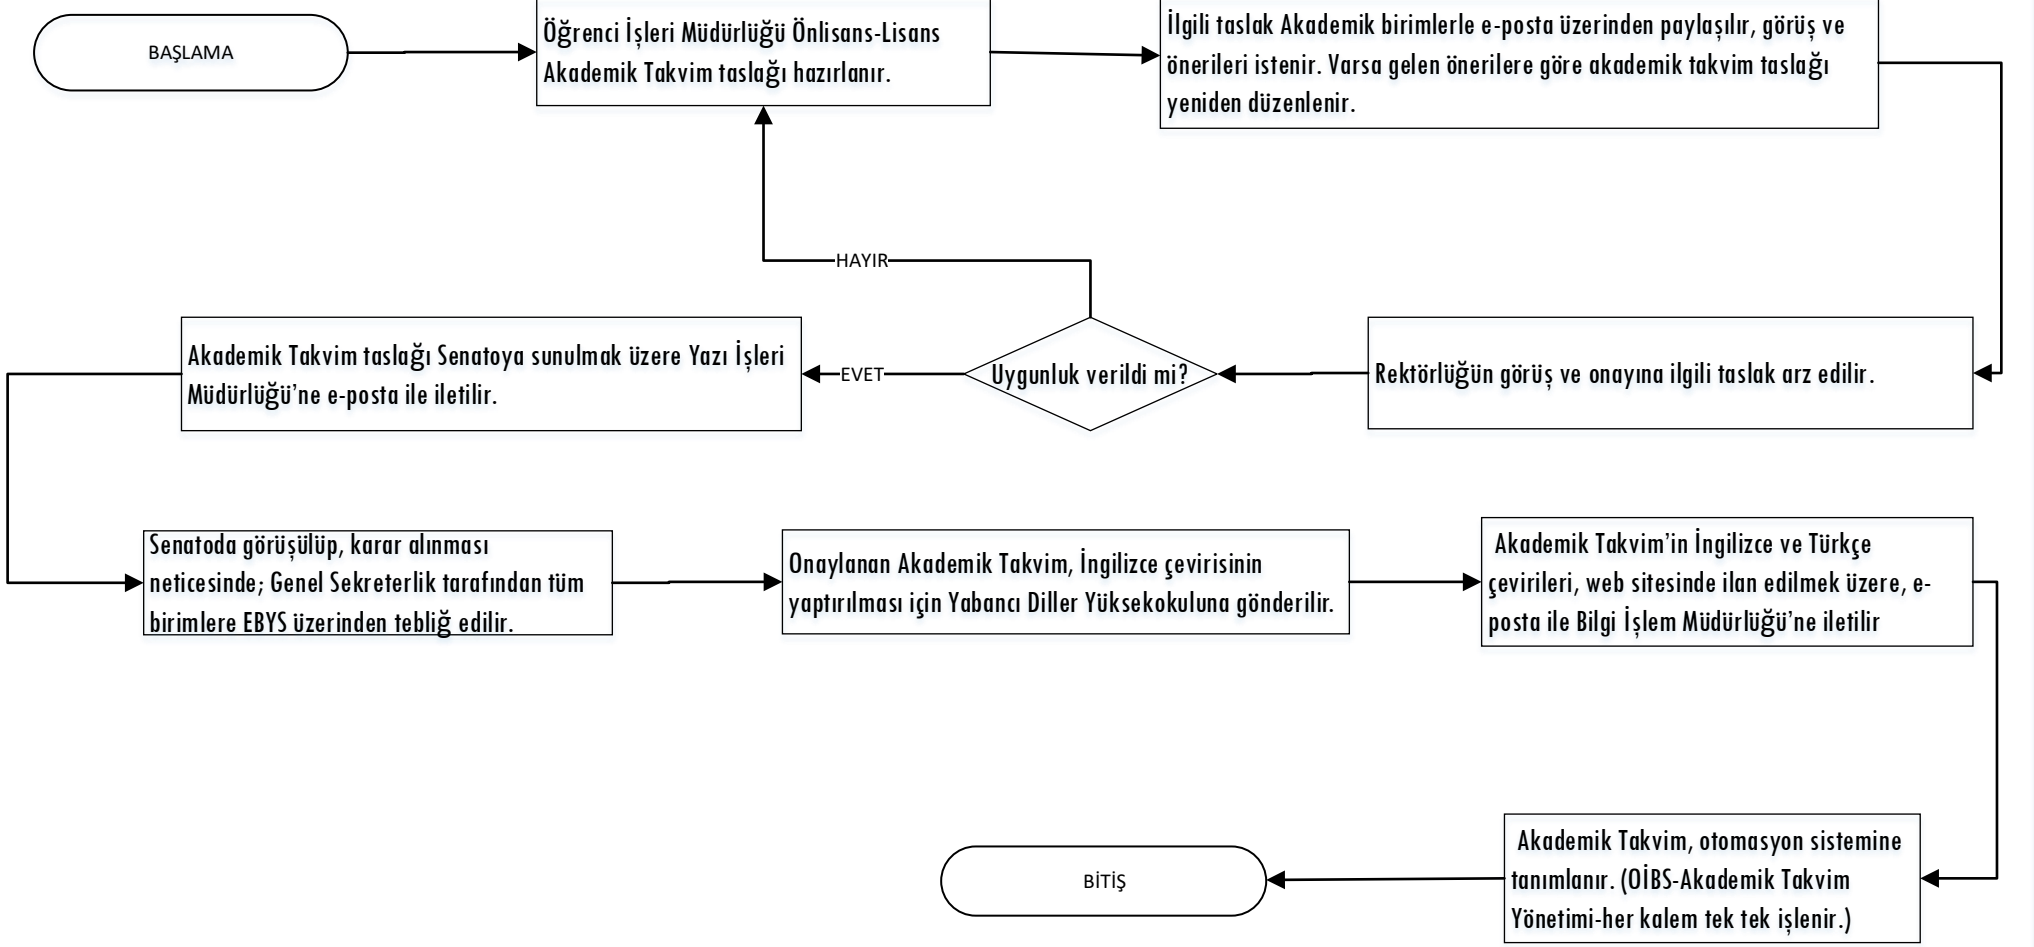 BAŞLAMA
Öğrenci İşleri Müdürlüğü Önlisans-Lisans
Akademik Takvim taslağı hazırlanır.
İlgili taslak Akademik birimlerle e-posta üzerinden paylaşılır, görüş ve
önerileri istenir. Varsa gelen önerilere göre akademik takvim taslağı
yeniden düzenlenir.
HAYIR
Rektörlüğün görüş ve onayına ilgili taslak arz edilir.
Uygunluk verildi mi?
EVET
Akademik Takvim taslağı Senatoya sunulmak üzere Yazı İşleri
Müdürlüğü’ne e-posta ile iletilir.
Senatoda görüşülüp, karar alınması
neticesinde; Genel Sekreterlik tarafından tüm
birimlere EBYS üzerinden tebliğ edilir.
Onaylanan Akademik Takvim, İngilizce çevirisinin
yaptırılması için Yabancı Diller Yüksekokuluna gönderilir.
Akademik Takvim’in İngilizce ve Türkçe
çevirileri, web sitesinde ilan edilmek üzere, e-
posta ile Bilgi İşlem Müdürlüğü’ne iletilir
Akademik Takvim, otomasyon sistemine
tanımlanır. (OİBS-Akademik Takvim
Yönetimi-her kalem tek tek işlenir.)
BİTİŞ